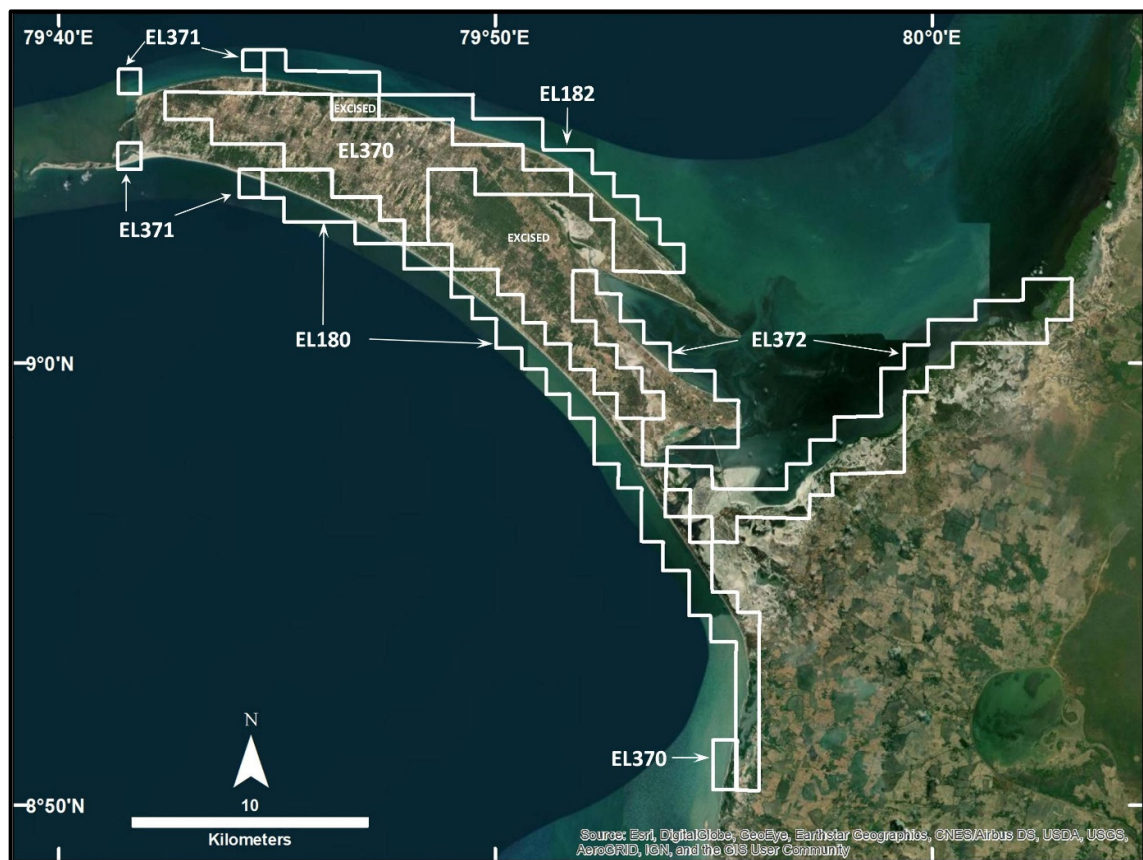 79°40'E
79°50'E
80°0'E
EL371
EL182
EXCISED
EL370
EL371
EXCISED
EL180
EL372
9°0'N
N
EL370
8°50'N
10
Kilometers
Source: Esri, DigitalGlobe, GeoEye, Earthstar Geographics, CNES/Airbus DS, USDA, USGS,
AeroGRID, IGN, and the GIS User Community